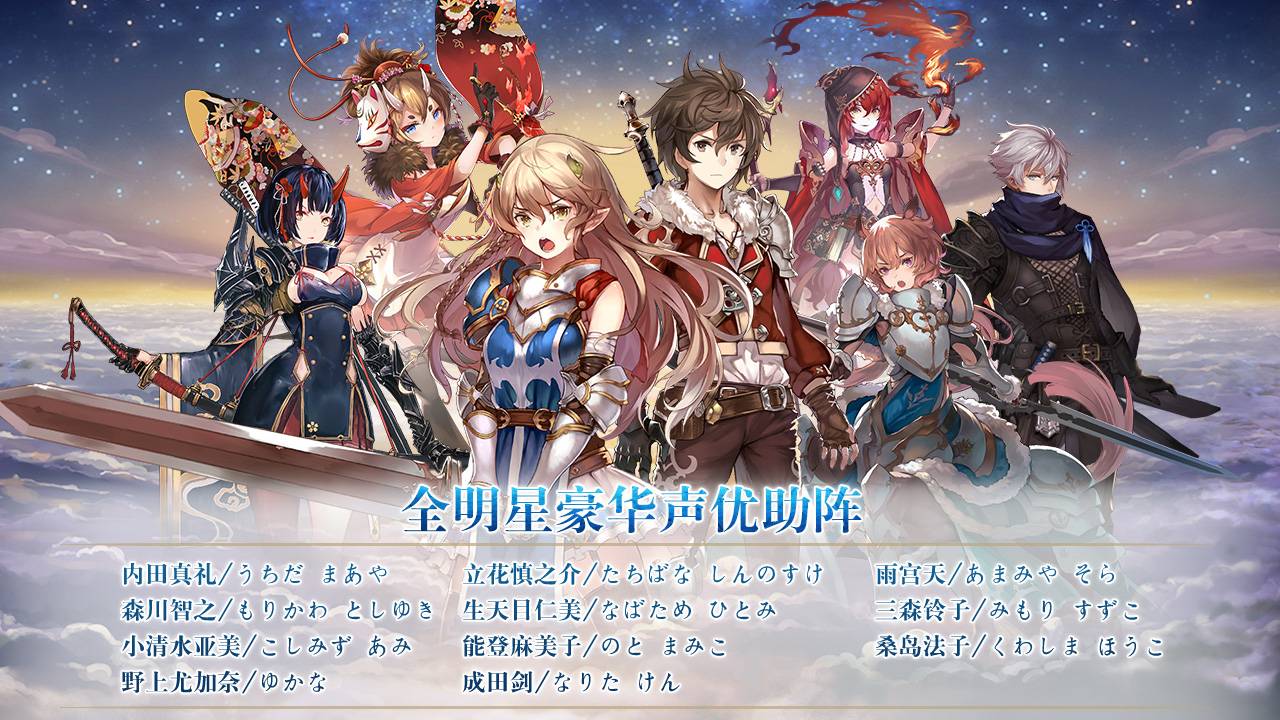 全明星豪华声优助阵
内田真礼/うちだ まあや 立花慎之介/たちばな しんのすけ 雨宫天/あまみや そら
森川智之/もりかわ としゆき 生天目仁美/なばため ひとみ 三森铃子/みもり すずこ
小清水亚美/こしみず あみ 能登麻美子/のと まみこ 桑岛法子/くわしま ほうこ
野上尤加奈/ゆかな 成田剑/なりた けん